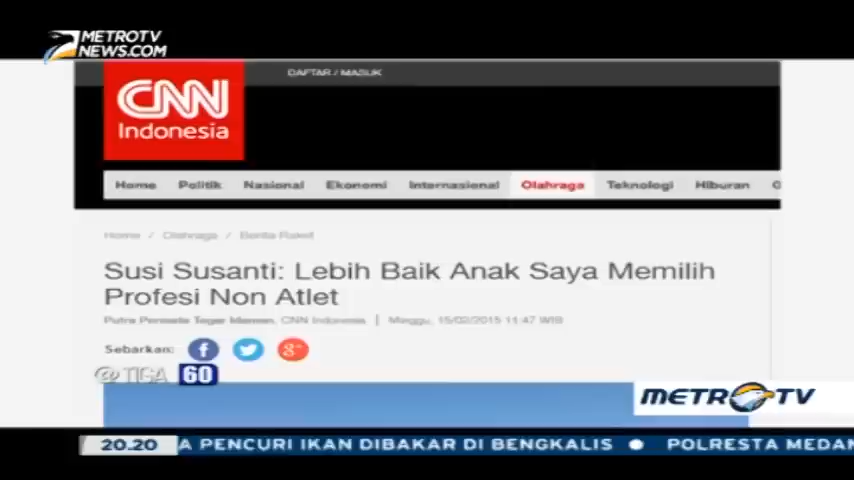 METROTV
NEWS.COM
DAFTAR / MASUK
CNN
Indonesia
Home Politik Nasional Ekonomi Internasional Olahraga Teknologi Hiburan
Home / Olahraga / Berita Raket
Susi Susanti: Lebih Baik Anak Saya Memilih
Profesi Non Atlet
Putra Permata Tegar Idaman, CNN Indonesia | Minggu, 15/02/2015 11:47 WIB
Sebarkan:
@TIGA 60
METRO TV
20.20 A PENCURI IKAN DIBAKAR DI BENGKALIS ● POLRESTA MEDAN